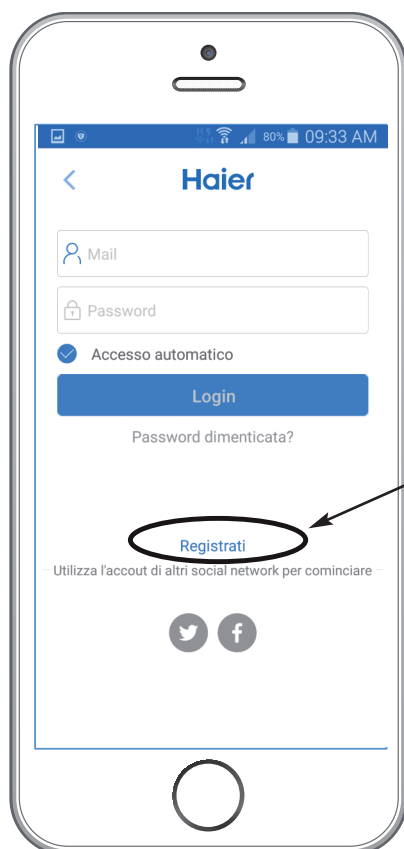 80% 09:33 AM
Haier
Mail
Password
Accesso automatico
Login
Password dimenticata?
Registrati
Utilizza l'accout di altri social network per cominciare